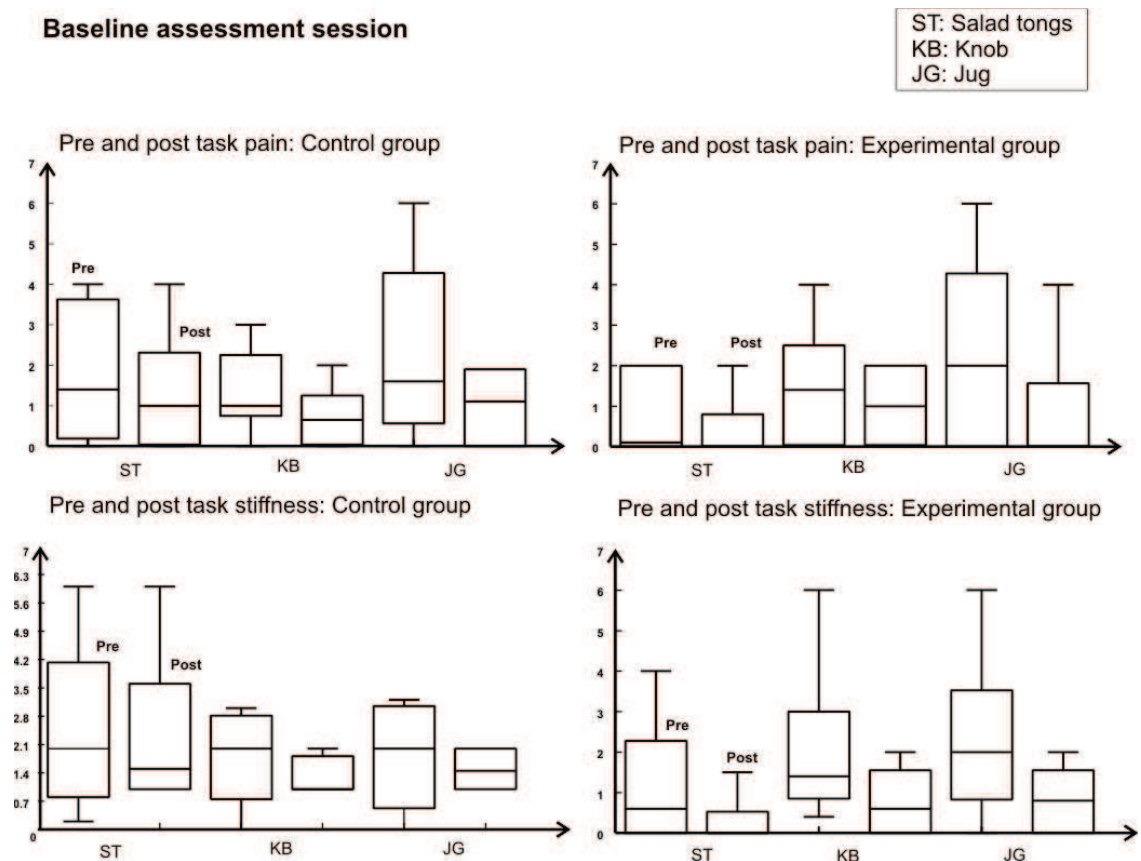 Baseline assessment session
ST: Salad tongs
KB: Knob
JG: Jug
Pre and post task pain: Control group
7
6
5
4
3
2
1
0
Pre
Post
ST
KB
JG
Pre and post task pain: Experimental group
7
6
5
4
3
2
1
0
Pre
Post
ST
KB
JG
Pre and post task stiffness: Control group
7
6.3
5.6
4.9
4.2
3.5
2.8
2.1
1.4
0.7
0
Pre
Post
ST
KB
JG
Pre and post task stiffness: Experimental group
7
6
5
4
3
2
1
0
Pre
Post
ST
KB
JG